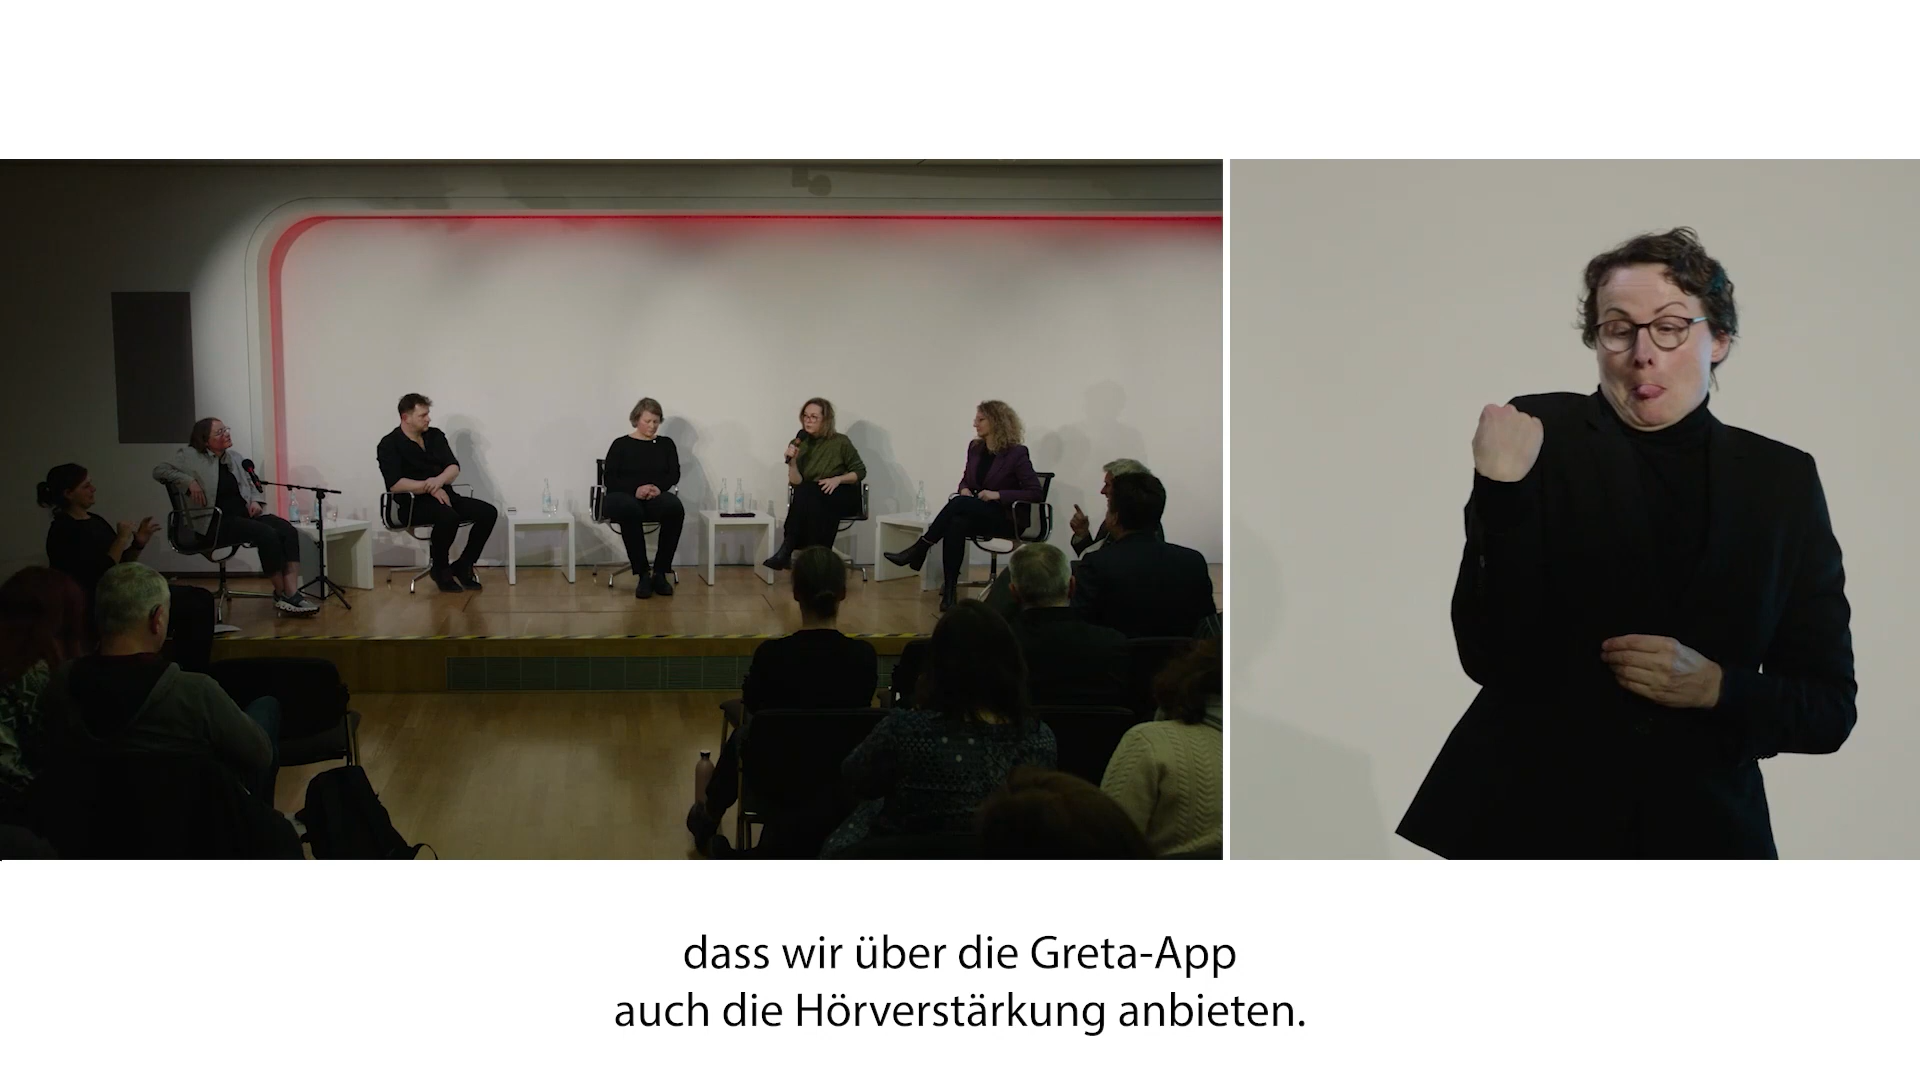 dass wir über die Greta-App
auch die Hörverstärkung anbieten.